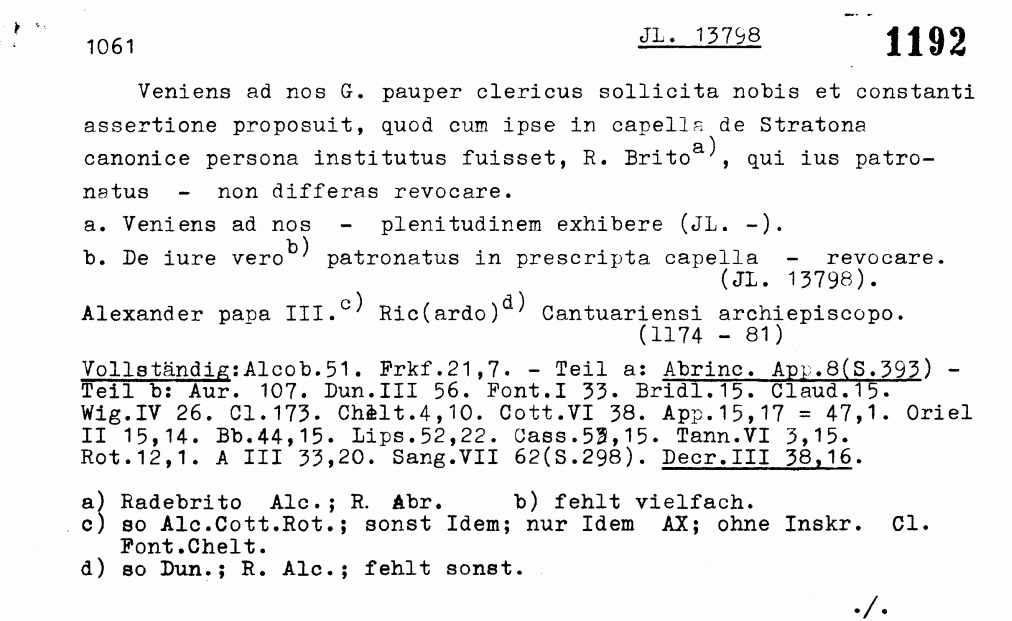 1061 JL. 13798 1192
Veniens ad nos G. pauper clericus sollicita nobis et constanti
assertione proposuit, quod cum ipse in capella de Stratona
canonice persona institutus fuisset, R. Brito a), qui ius patro-
natus - non differas revocare.
a. Veniens ad nos - plenitudinem exhibere (JL. -).
b. De iure vero b) patronatus in prescripta capella - revocare.
(JL. 13798).
Alexander papa III. c) Ric(ardo) d) Cantuariensi archiepiscopo.
(1174 - 81)
Vollständig:Alcob.51. Frkf.21,7. - Teil a: Abrinc. App.8(S.393) -
Teil b: Aur. 107. Dun.III 56. Font.I 33. Bridl.15. Claud.15.
Wig.IV 26. Cl.173. Chelt.4,10. Cott.VI 38. App.15,17 = 47,1. Oriel
II 15,14. Bb.44,15. Lips.52,22. Cass.53,15. Tann.VI 3,15.
Rot.12,1. A III 33,20. Sang.VII 62(S.298). Decr.III 38,16.
a) Radebrito Alc.; R. Abr. b) fehlt vielfach.
c) so Alc.Cott.Rot.; sonst Idem; nur Idem AX; ohne Inskr. Cl.
Font.Chelt.
d) so Dun.; R. Alc.; fehlt sonst.
./.